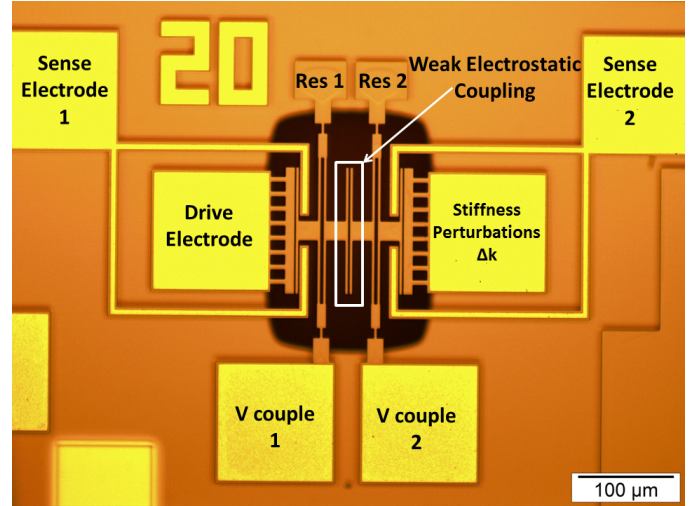 20
Sense
Electrode
1
Res 1
Res 2
Weak Electrostatic
Coupling
Sense
Electrode
2
Drive
Electrode
Stiffness
Perturbations
Δk
V couple
1
V couple
2
100 μm